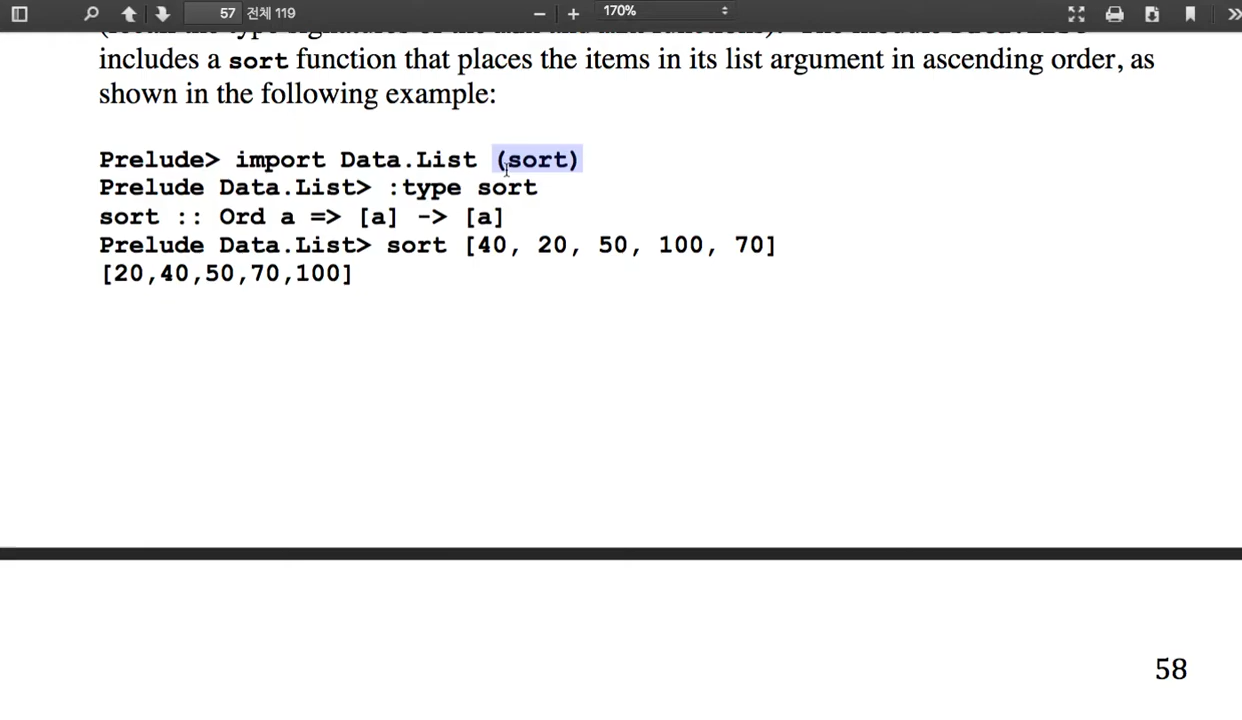 57 전체 119
170%
includes a sort function that places the items in its list argument in ascending order, as
shown in the following example:
Prelude> import Data.List (sort)
Prelude Data.List> :type sort
sort :: Ord a => [a] -> [a]
Prelude Data.List> sort [40, 20, 50, 100, 70]
[20,40,50,70,100]
58